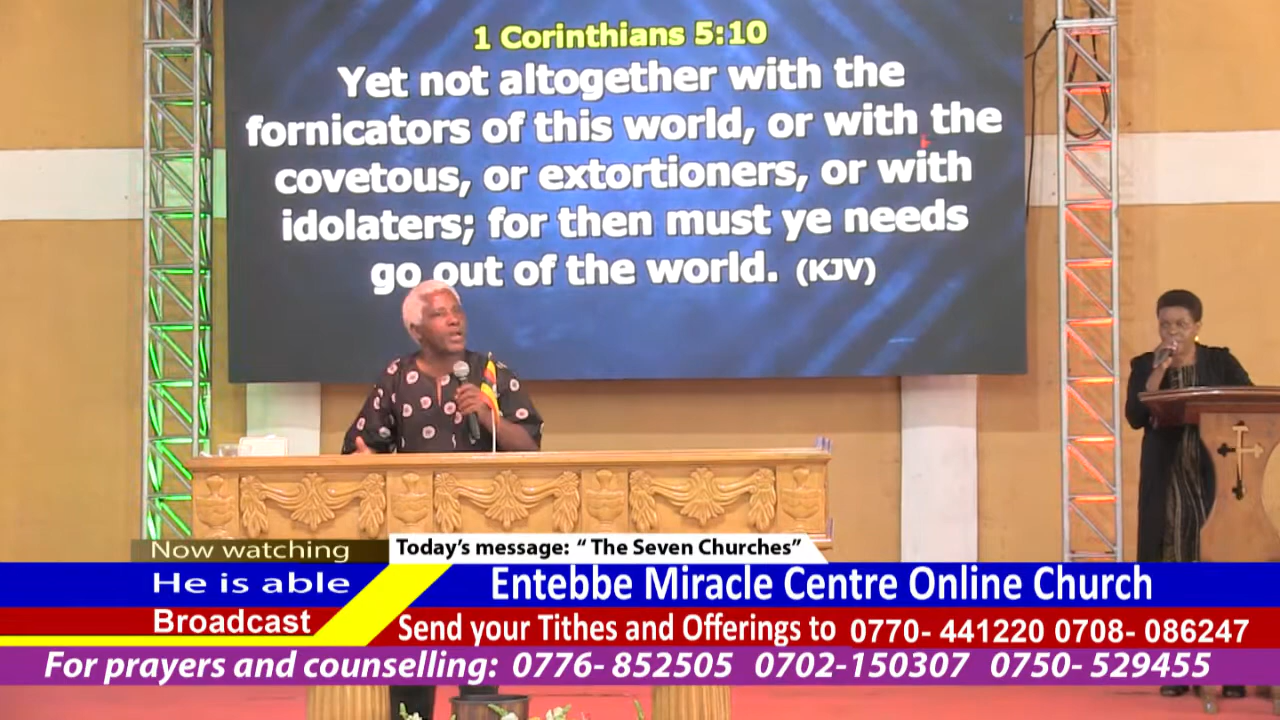 1 Corinthians 5:10
Yet not altogether with the
fornicators of this world, or with the
covetous, or extortioners, or with
idolaters; for then must ye needs
go out of the world. (KJV)
Now watching
Today's message: “ The Seven Churches”
He is able
Entebbe Miracle Centre Online Church
Broadcast
Send your Tithes and Offerings to 0770- 441220 0708- 086247
For prayers and counselling: 0776- 852505 0702-150307 0750- 529455